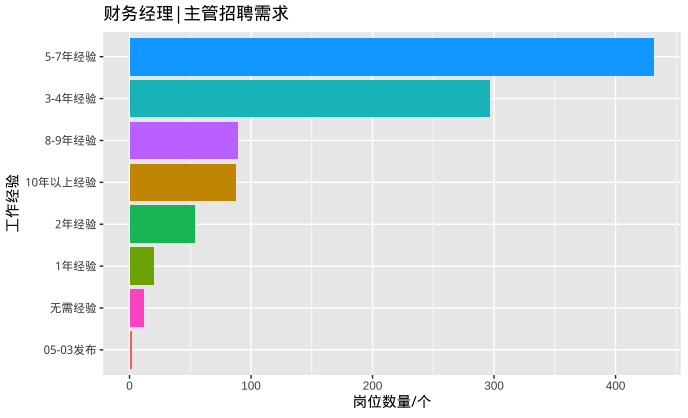 财务经理|主管招聘需求
工作经验
5-7年经验
3-4年经验
8-9年经验
10年以上经验
2年经验
1年经验
无需经验
05-03发布
0 100 200 300 400
岗位数量/个